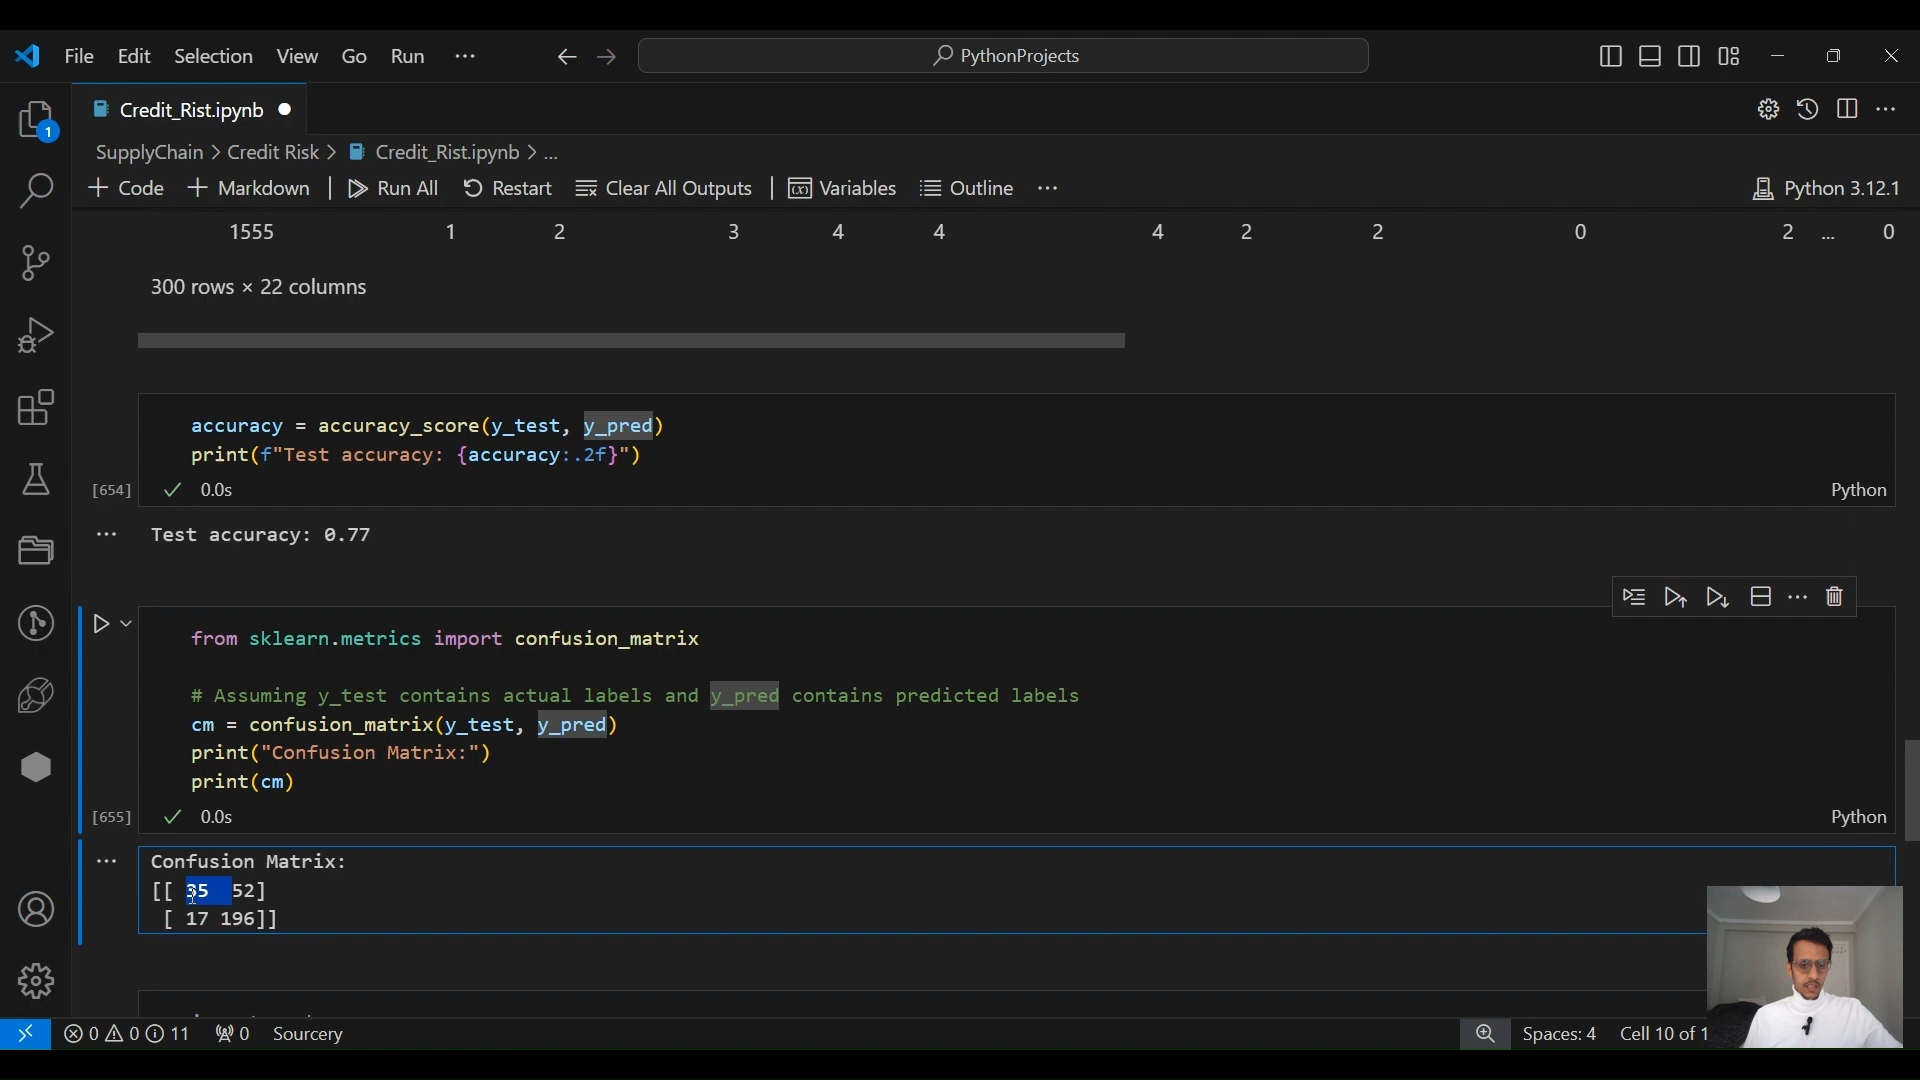 File Edit Selection View Go Run ... PythonProjects
Credit_Rist.ipynb
1
SupplyChain > Credit Risk > Credit_Rist.ipynb > ...
+ Code + Markdown | Run All Restart Clear All Outputs | Variables Outline ... Python 3.12.1
1555 1 2 3 4 4 4 2 2 0 2 ... 0
300 rows × 22 columns
accuracy = accuracy_score(y_test, y_pred)
print(f"Test accuracy: {accuracy:.2f}")
[654] ✓ 0.0s Python
... Test accuracy: 0.77
from sklearn.metrics import confusion_matrix
# Assuming y_test contains actual labels and y_pred contains predicted labels
cm = confusion_matrix(y_test, y_pred)
print("Confusion Matrix:")
print(cm)
[655] ✓ 0.0s Python
... Confusion Matrix:
[[ 35  52]
[ 17 196]]
0 0 11 0 Sourcery Spaces: 4 Cell 10 of 1